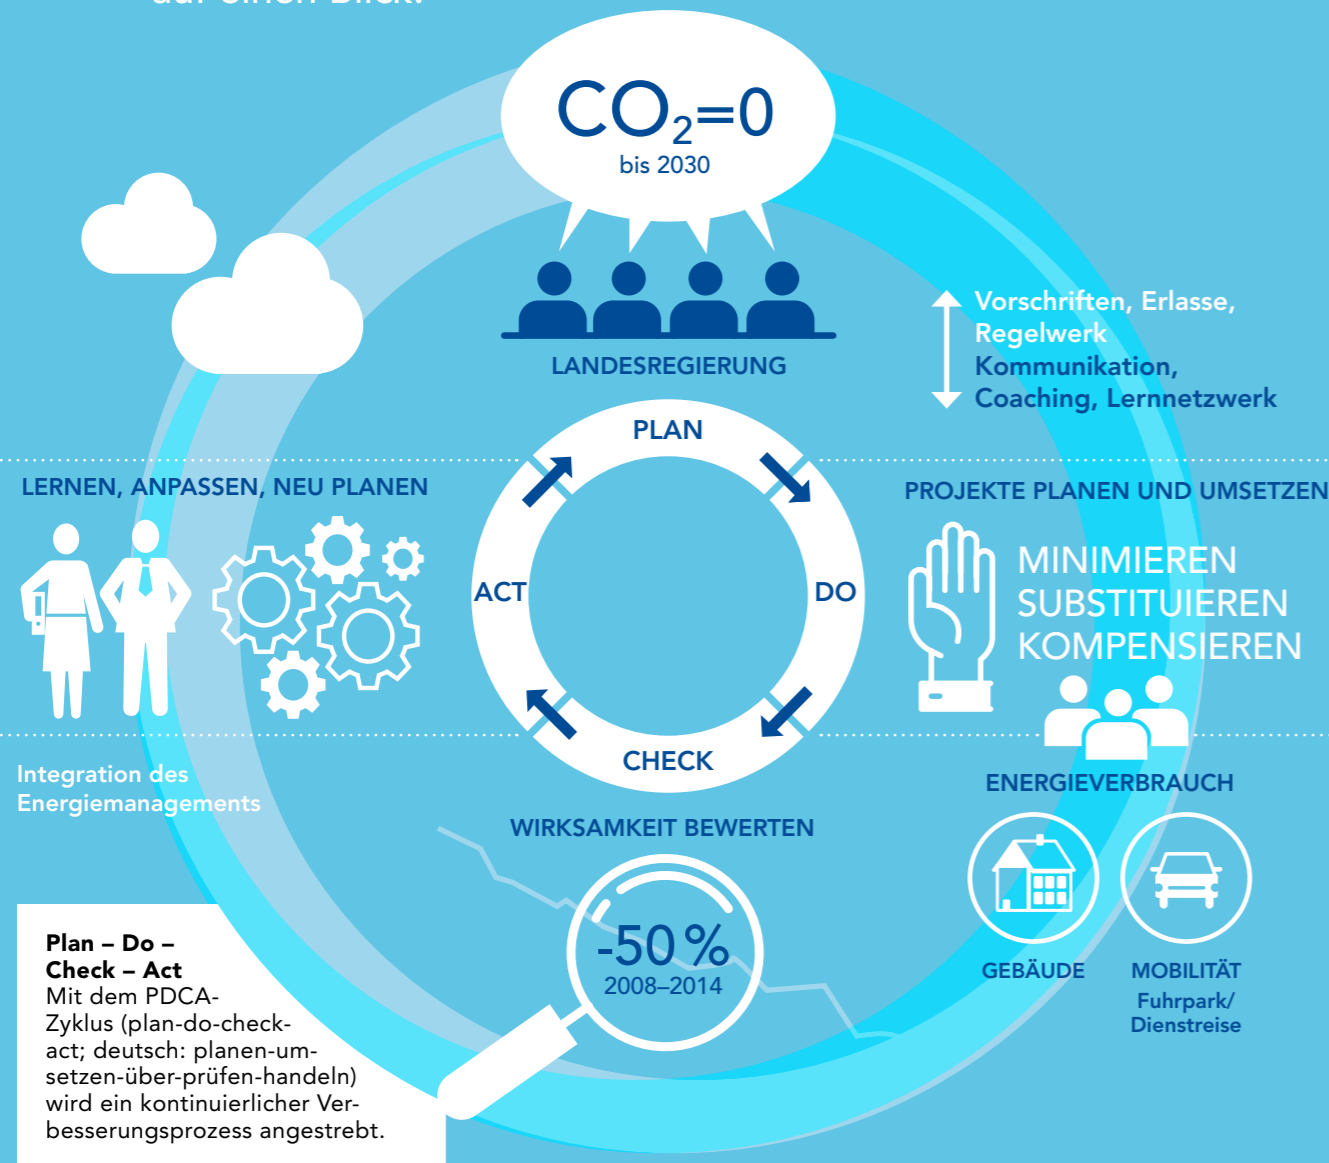 auf einen Blick.
CO₂=0
bis 2030
LANDESREGIERUNG
Vorschriften, Erlasse,
Regelwerk
Kommunikation,
Coaching, Lernnetzwerk
PLAN
DO
CHECK
ACT
LERNEN, ANPASSEN, NEU PLANEN
PROJEKTE PLANEN UND UMSETZEN
MINIMIEREN
SUBSTITUIEREN
KOMPENSIEREN
Integration des
Energiemanagements
ENERGIEVERBRAUCH
GEBÄUDE
MOBILITÄT
Fuhrpark/
Dienstreise
WIRKSAMKEIT BEWERTEN
-50 %
2008–2014
Plan – Do –
Check – Act
Mit dem PDCA-
Zyklus (plan-do-check-
act; deutsch: planen-um-
setzen-über-prüfen-handeln)
wird ein kontinuierlicher Ver-
besserungsprozess angestrebt.